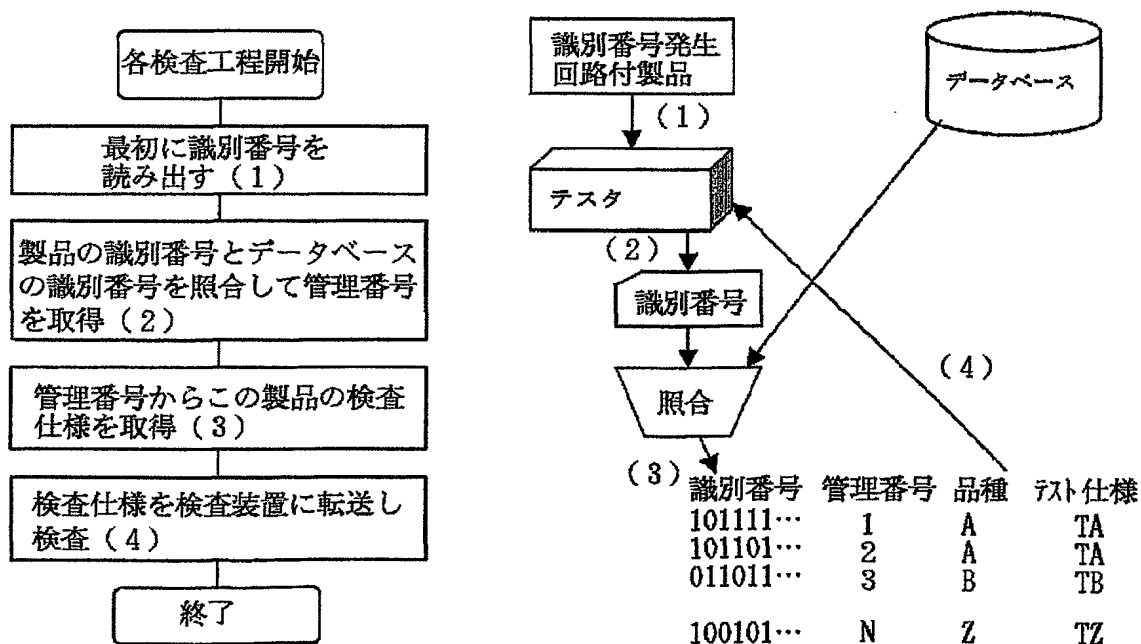 各検査工程開始
最初に識別番号を
読み出す(1)
製品の識別番号とデータベース
の識別番号を照合して管理番号
を取得(2)
管理番号からこの製品の検査
仕様を取得(3)
検査仕様を検査装置に転送し
検査(4)
終了
識別番号発生
回路付製品
(1)
テスタ
(2)
識別番号
照合
(3)
データベース
(4)
識別番号 管理番号 品種 テスト仕様
101111… 1 A TA
101101… 2 A TA
011011… 3 B TB
100101… N Z TZ